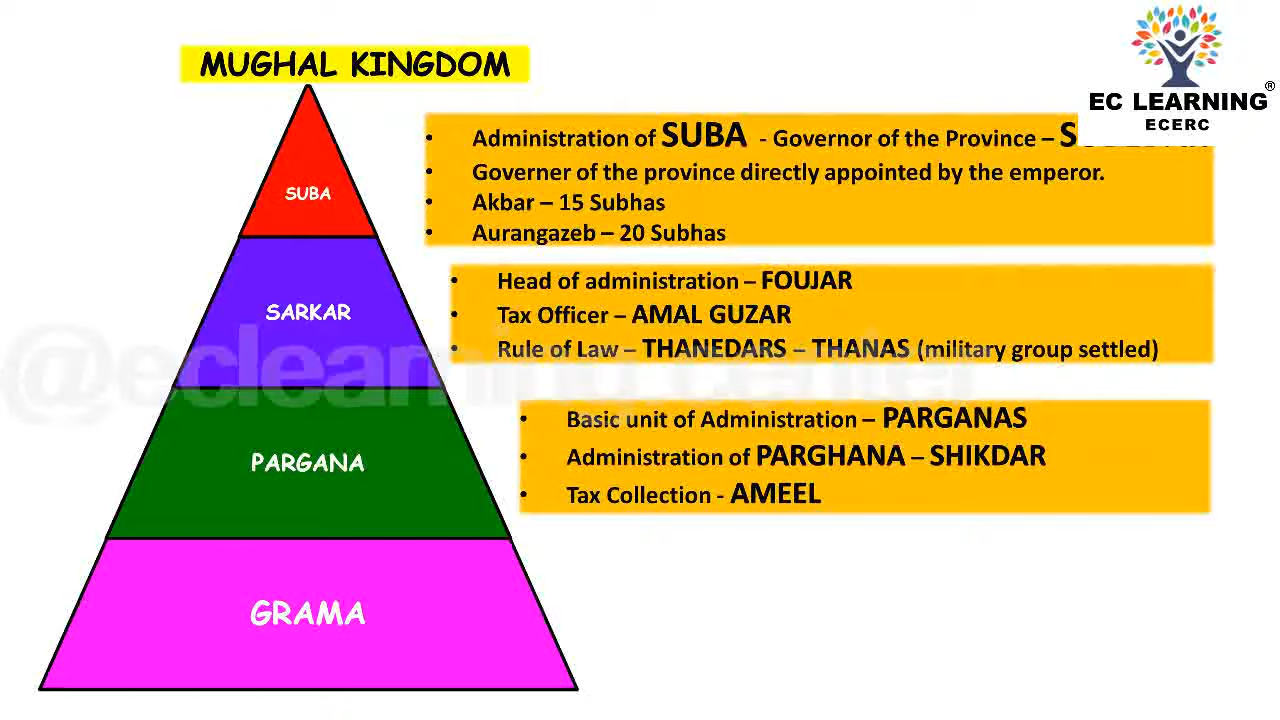 MUGHAL KINGDOM
EC LEARNING®
ECERC
• Administration of SUBA - Governor of the Province –
• Governer of the province directly appointed by the emperor.
• Akbar – 15 Subhas
• Aurangazeb – 20 Subhas
SUBA
• Head of administration – FOUJAR
• Tax Officer – AMAL GUZAR
• Rule of Law – THANEDARS – THANAS (military group settled)
SARKAR
@eclearning center
• Basic unit of Administration – PARGANAS
• Administration of PARGHANA – SHIKDAR
• Tax Collection - AMEEL
PARGANA
GRAMA